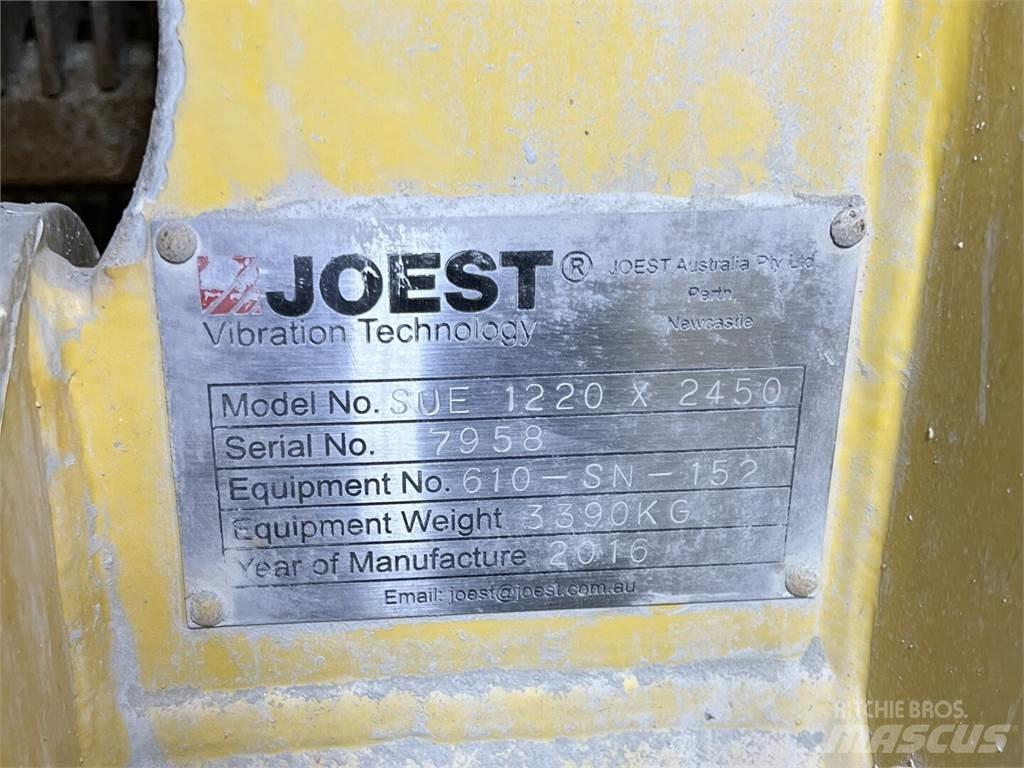 JOEST® JOEST Australia Pty Ltd
Perth,
Vibration Technology Newcastle
Model No. SUE 1220 X 2450
Serial No. 7958
Equipment No. 610-SN-152
Equipment Weight 3390KG
Year of Manufacture 2016
Email: joest@joest.com.au
RITCHIE BROS.
MASCUS